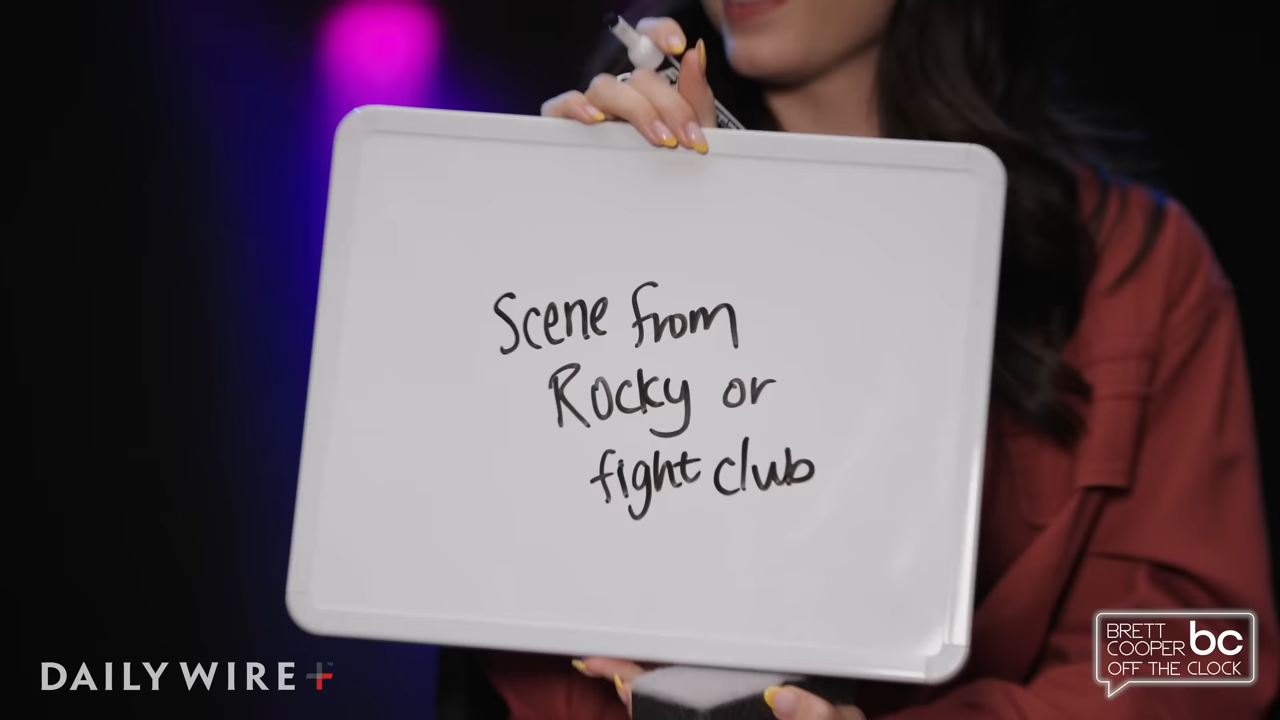 Scene from
Rocky or
fight club
DAILY WIRE+
BRETT
COOPER bc
OFF THE CLOCK